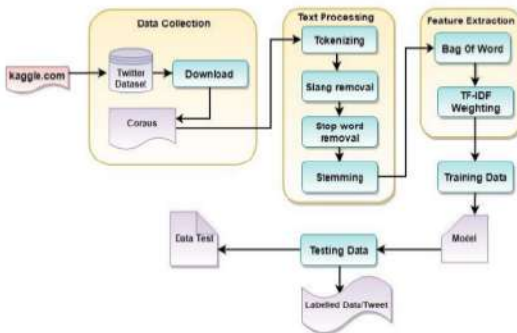 Data Collection
kaggle.com
Twitter
Dataset
Download
Corpus
Text Processing
Tokenizing
Slang removal
Stop word
removal
Stemming
Feature Extraction
Bag Of Word
TF-IDF
Weighting
Training Data
Model
Testing Data
Data Test
Labelled Data/Tweet